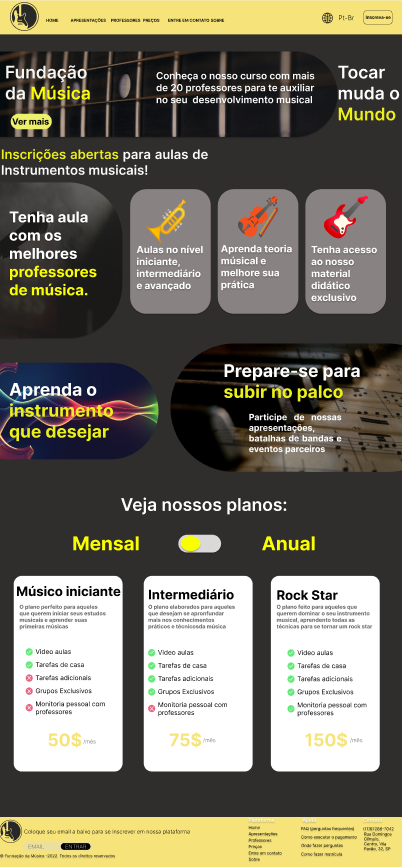 HOME APRESENTAÇÕES PROFESSORES PREÇOS ENTRE EM CONTATO SOBRE
Pt-Br
Inscreva-se
Fundação
da Música
Ver mais
Conheça o nosso curso com mais
de 20 professores para te auxiliar
no seu desenvolvimento musical
Tocar
muda o
Mundo
Inscrições abertas para aulas de
Instrumentos musicais!
Tenha aula
com os
melhores
professores
de música.
Aulas no nível
iniciante,
intermediário
e avançado
Aprenda teoria
músical e
melhore sua
prática
Tenha acesso
ao nosso
material
didático
exclusivo
Aprenda o
instrumento
que desejar
Prepare-se para
subir no palco
Participe de nossas
apresentações,
batalhas de bandas e
eventos parceiros
Veja nossos planos:
Mensal
Anual
Músico iniciante
O plano perfeito para aqueles
que querem iniciar seus estudos
musicais e aprender suas
primeiras músicas
Video aulas
Tarefas de casa
Tarefas adicionais
Grupos Exclusivos
Monitoria pessoal com
professores
50$/mês
Intermediário
O plano elaborados para aqueles
que desejam se aprofundar
mais nos conhecimentos
práticos e técnicosda música
Video aulas
Tarefas de casa
Tarefas adicionais
Grupos Exclusivos
Monitoria pessoal com
professores
75$/mês
Rock Star
O plano feito para aqueles que
querem dominar a seu instrumento
musical, aprendendo todas as
técnicas para se tornar um rock star
Video aulas
Tarefas de casa
Tarefas adicionais
Grupos Exclusivos
Monitoria pessoal com
professores
150$/mês
Coloque seu email a baixo para se inscrever em nossa plataforma
EMAIL
ENTRAR
© Fundação da Música -2022. Todos os direitos reservados
Home
Apresentações
Professores
Preços
Entre em contato
Sobre
FAQ (perguntas frequentes)
Como executar o pagamento
Onde fazer perguntas
Como fazer matrícula
Rua Domingos
Centro, Vila